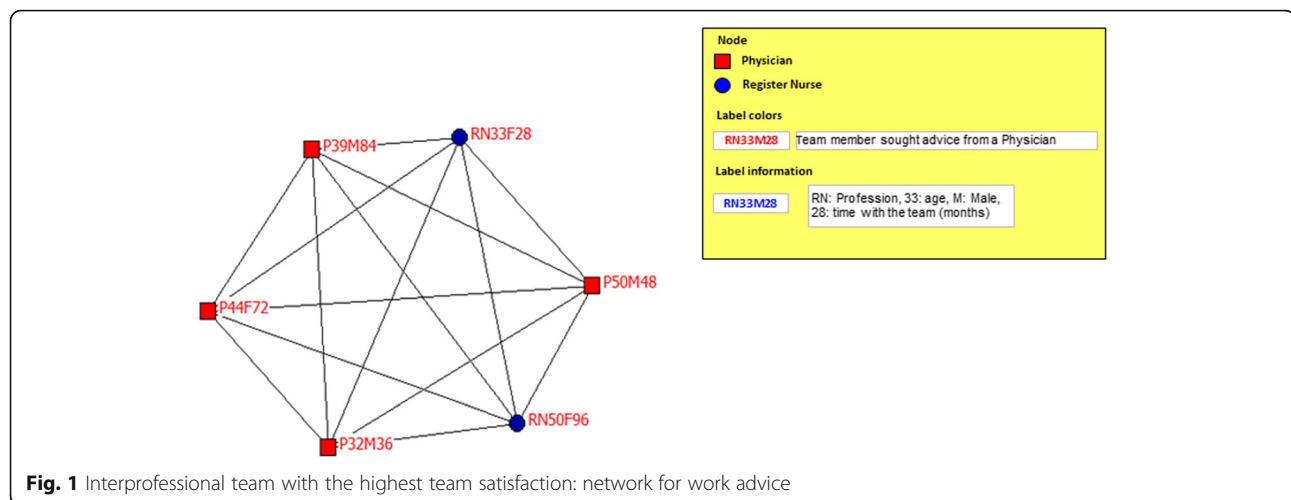 Node
Physician
Register Nurse
Label colors
RN33M28 Team member sought advice from a Physician
Label information
RN33M28 RN: Profession, 33: age, M: Male,
28: time with the team (months)
RN33F28
P39M84
P50M48
P44F72
RN50F96
P32M36
Fig. 1 Interprofessional team with the highest team satisfaction: network for work advice